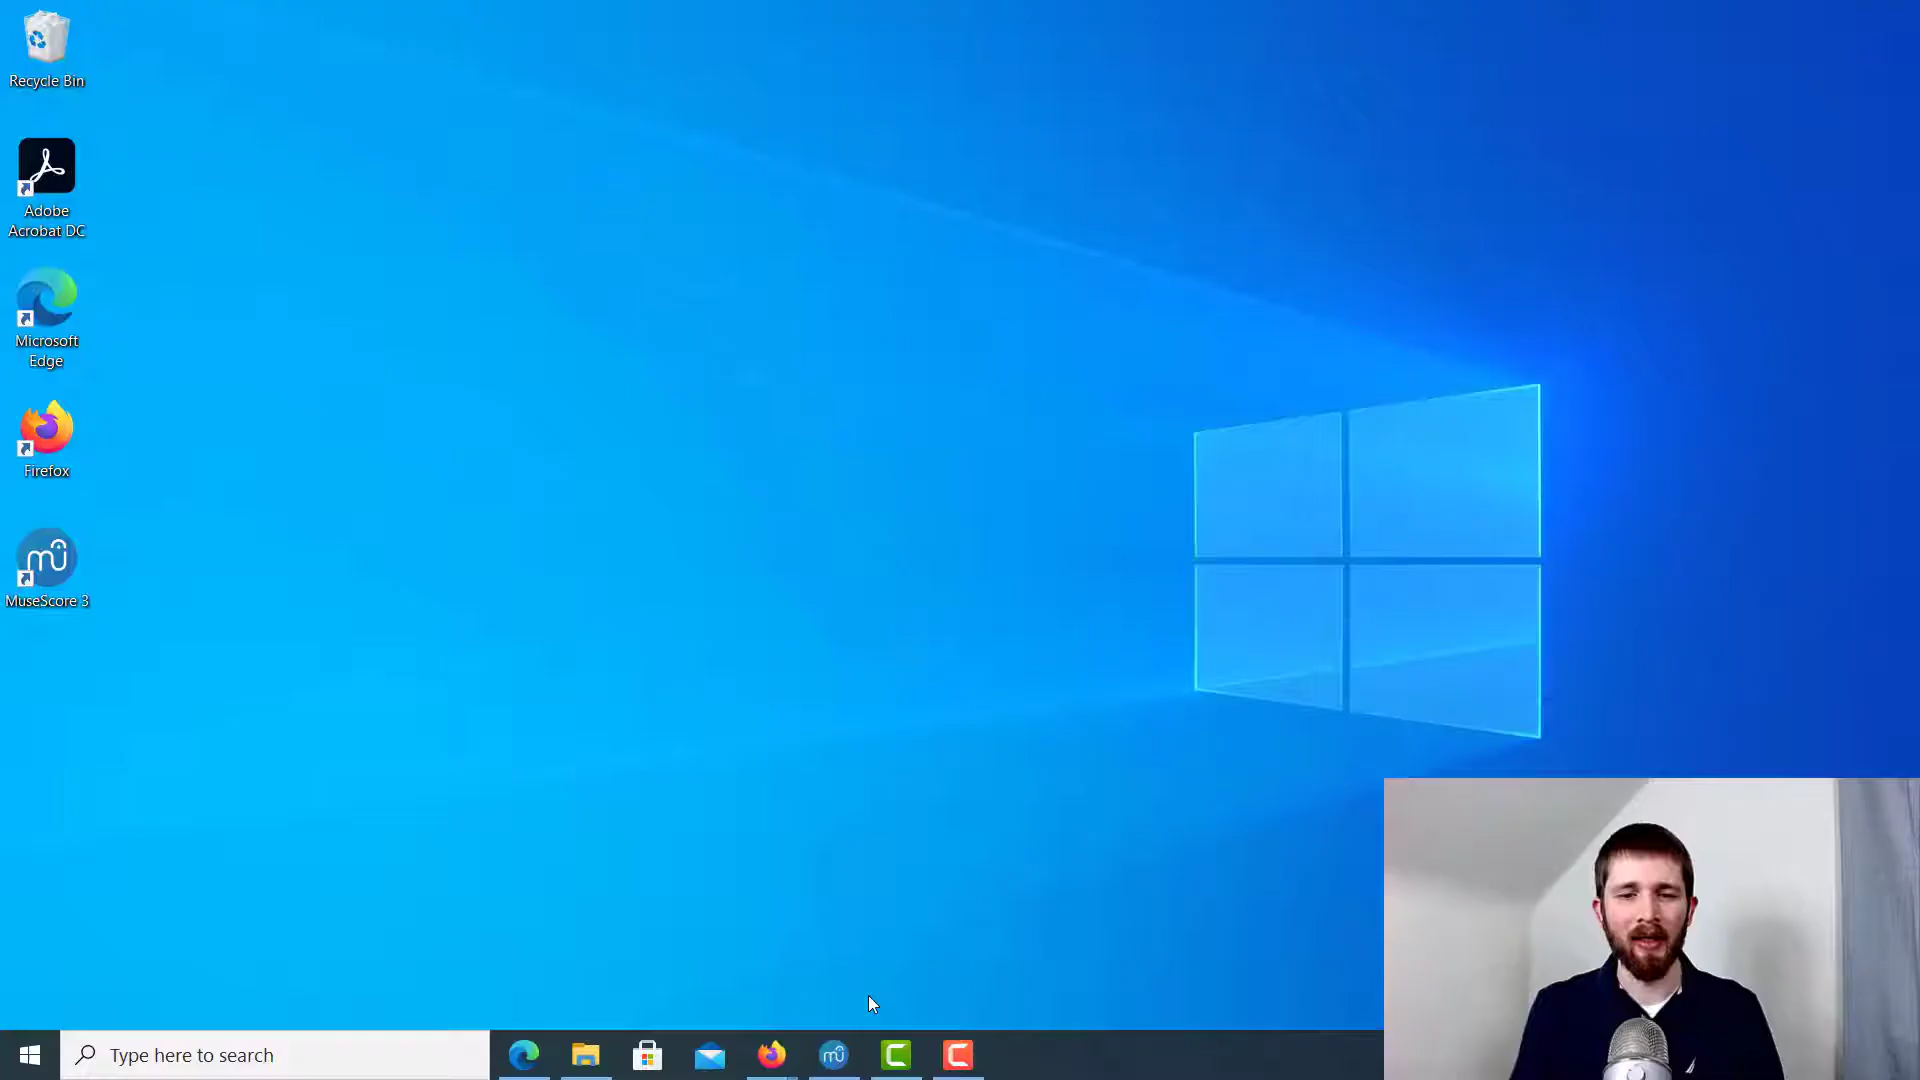 Recycle Bin
Adobe
Acrobat DC
Microsoft
Edge
Firefox
MuseScore 3
Type here to search